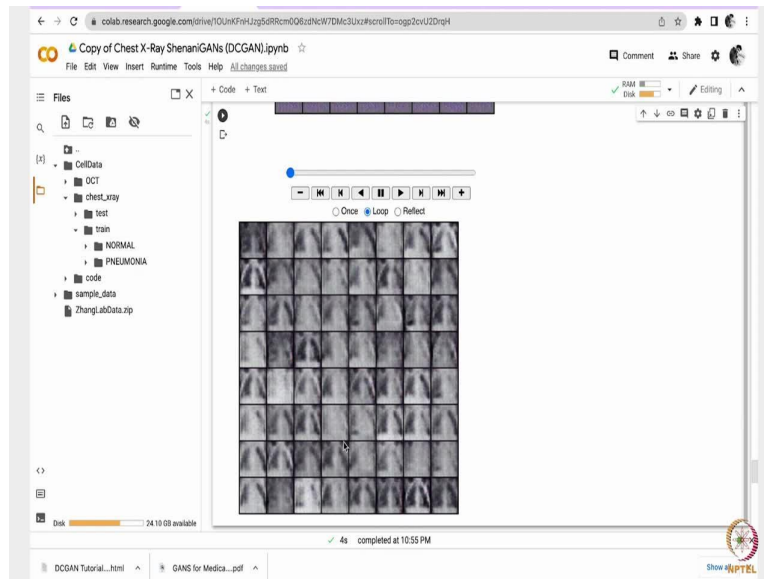 colab.research.google.com/drive/1OUnKFnHJzg5dRRcm0Q6zdNcW7DMc3Uxz#scrollTo=ogp2cvU2DrqH
CO
Copy of Chest X-Ray ShenaniGANs (DCGAN).ipynb
Comment
Share
File Edit View Insert Runtime Tools Help All changes saved
Files
+ Code + Text
RAM
Disk
Editing
{x}
..
CellData
OCT
chest_xray
test
train
NORMAL
PNEUMONIA
code
sample_data
ZhangLabData.zip
Once Loop Reflect
Disk 24.10 GB available
4s completed at 10:55 PM
DCGAN Tutorial....html
GANS for Medica....pdf
Show
NPTEL